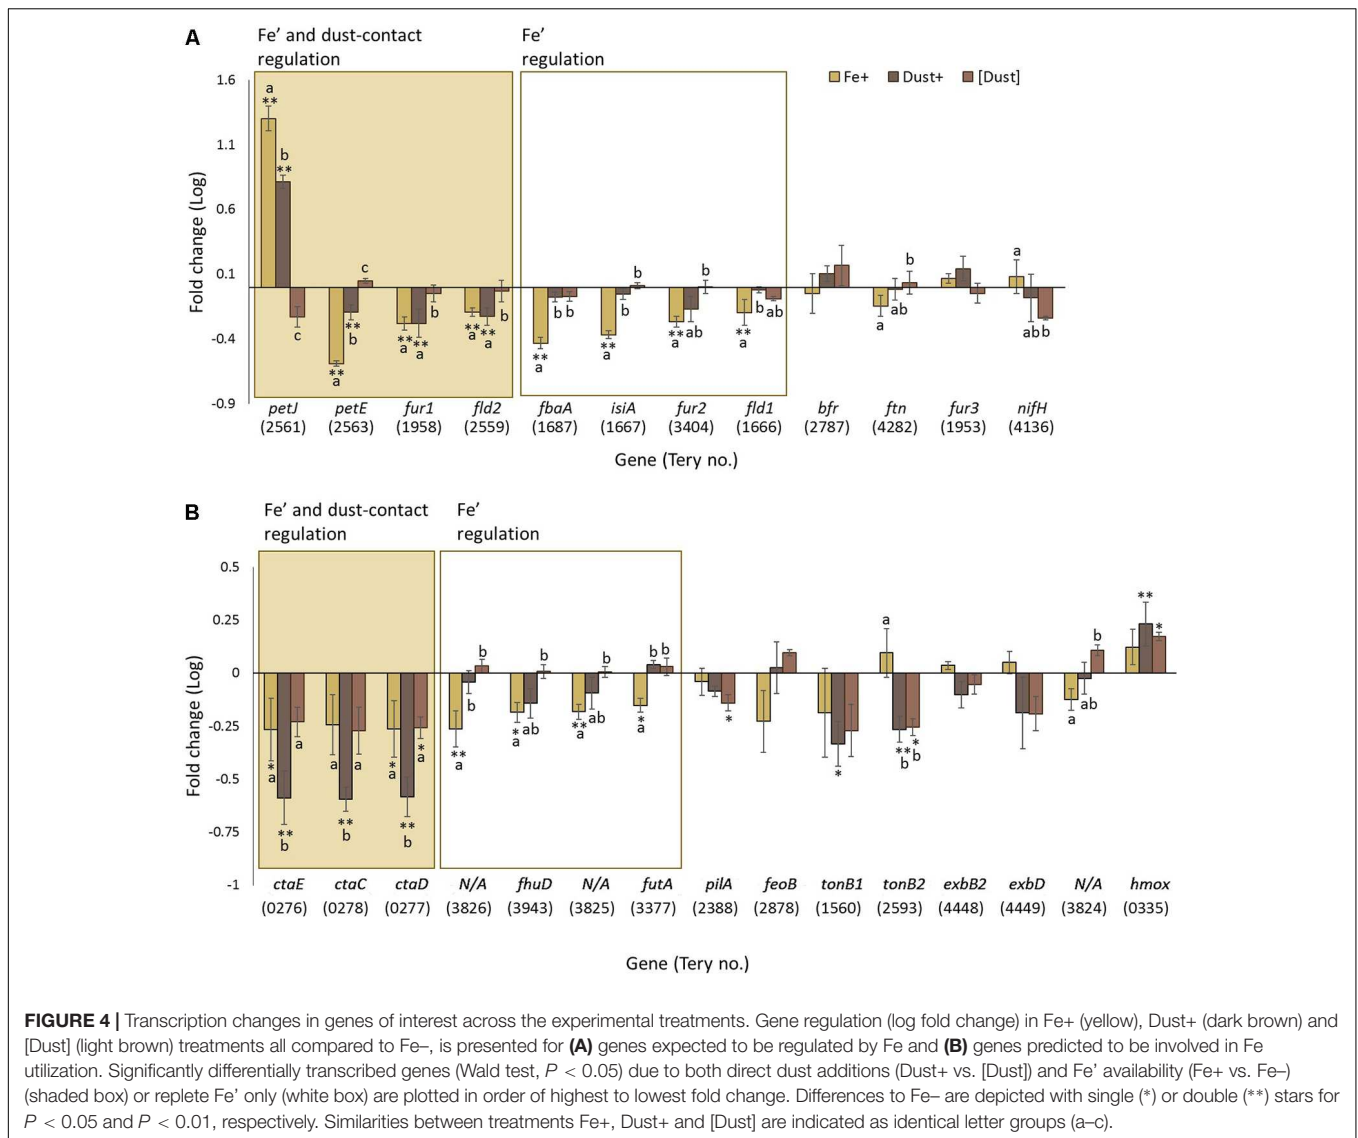 A
Fe’ and dust-contact
regulation
Fe’
regulation
Fe+ Dust+ [Dust]
Fold change (Log)
1.6
1.1
0.6
0.1
-0.4
-0.9
a
**
b
**
c
**
a
**
b
c
**
a
**
a
b
**
a
**
a
b
**
a
b
b
**
a
b
b
**
a
ab
b
**
a
b
ab
a
ab
b
a
ab
b
petJ petE fur1 fld2 fbaA isiA fur2 fld1 bfr ftn fur3 nifH
(2561) (2563) (1958) (2559) (1687) (1667) (3404) (1666) (2787) (4282) (1953) (4136)
Gene (Tery no.)
B
Fe’ and dust-contact
regulation
Fe’
regulation
Fold change (Log)
0.5
0.25
0
-0.25
-0.5
-0.75
-1
*
a
**
b
a
a
**
b
a
*
a
**
b
*
a
**
a
b
b
*
a
ab
b
**
a
ab
b
*
a
b
b
*
*
a
**
b
*
b
a
ab
b
**
*
ctaE ctaC ctaD N/A fhuD N/A futA pilA feoB tonB1 tonB2 exbB2 exbD N/A hmox
(0276) (0278) (0277) (3826) (3943) (3825) (3377) (2388) (2878) (1560) (2593) (4448) (4449) (3824) (0335)
Gene (Tery no.)
FIGURE 4 | Transcription changes in genes of interest across the experimental treatments. Gene regulation (log fold change) in Fe+ (yellow), Dust+ (dark brown) and
[Dust] (light brown) treatments all compared to Fe–, is presented for (A) genes expected to be regulated by Fe and (B) genes predicted to be involved in Fe
utilization. Significantly differentially transcribed genes (Wald test, P < 0.05) due to both direct dust additions (Dust+ vs. [Dust]) and Fe’ availability (Fe+ vs. Fe–)
(shaded box) or replete Fe’ only (white box) are plotted in order of highest to lowest fold change. Differences to Fe– are depicted with single (*) or double (**) stars for
P < 0.05 and P < 0.01, respectively. Similarities between treatments Fe+, Dust+ and [Dust] are indicated as identical letter groups (a–c).